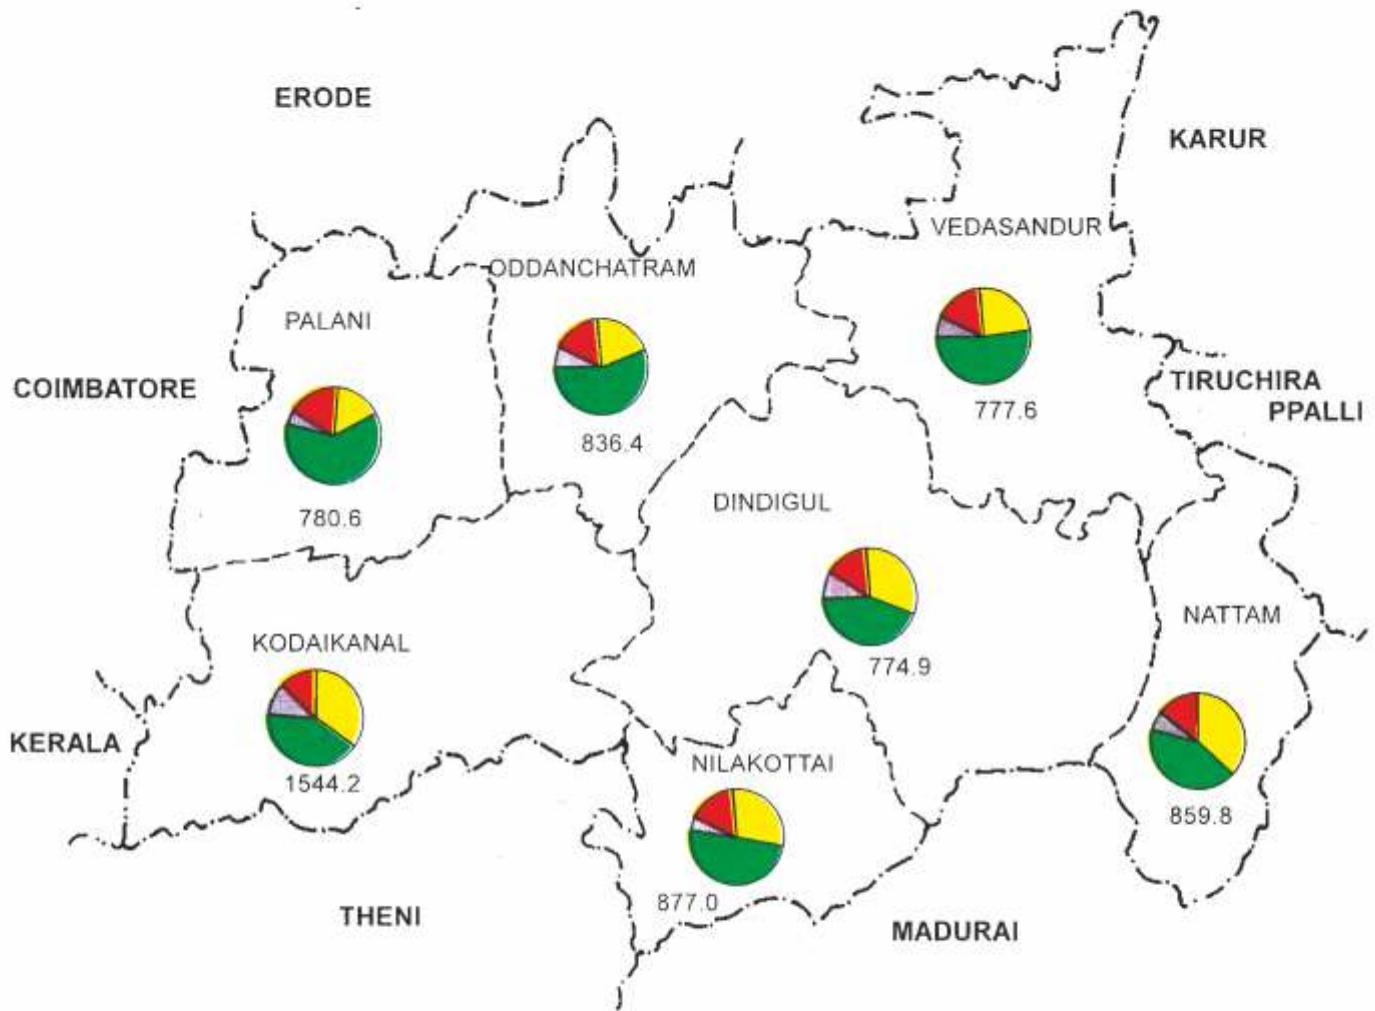 ERODE
KARUR
VEDASANDUR
ODDANCHATRAM
PALANI
COIMBATORE
TIRUCHIRA
PPALLI
777.6
836.4
DINDIGUL
780.6
NATTAM
KODAIKANAL
774.9
KERALA
NILAKOTTAI
1544.2
859.8
877.0
THENI
MADURAI